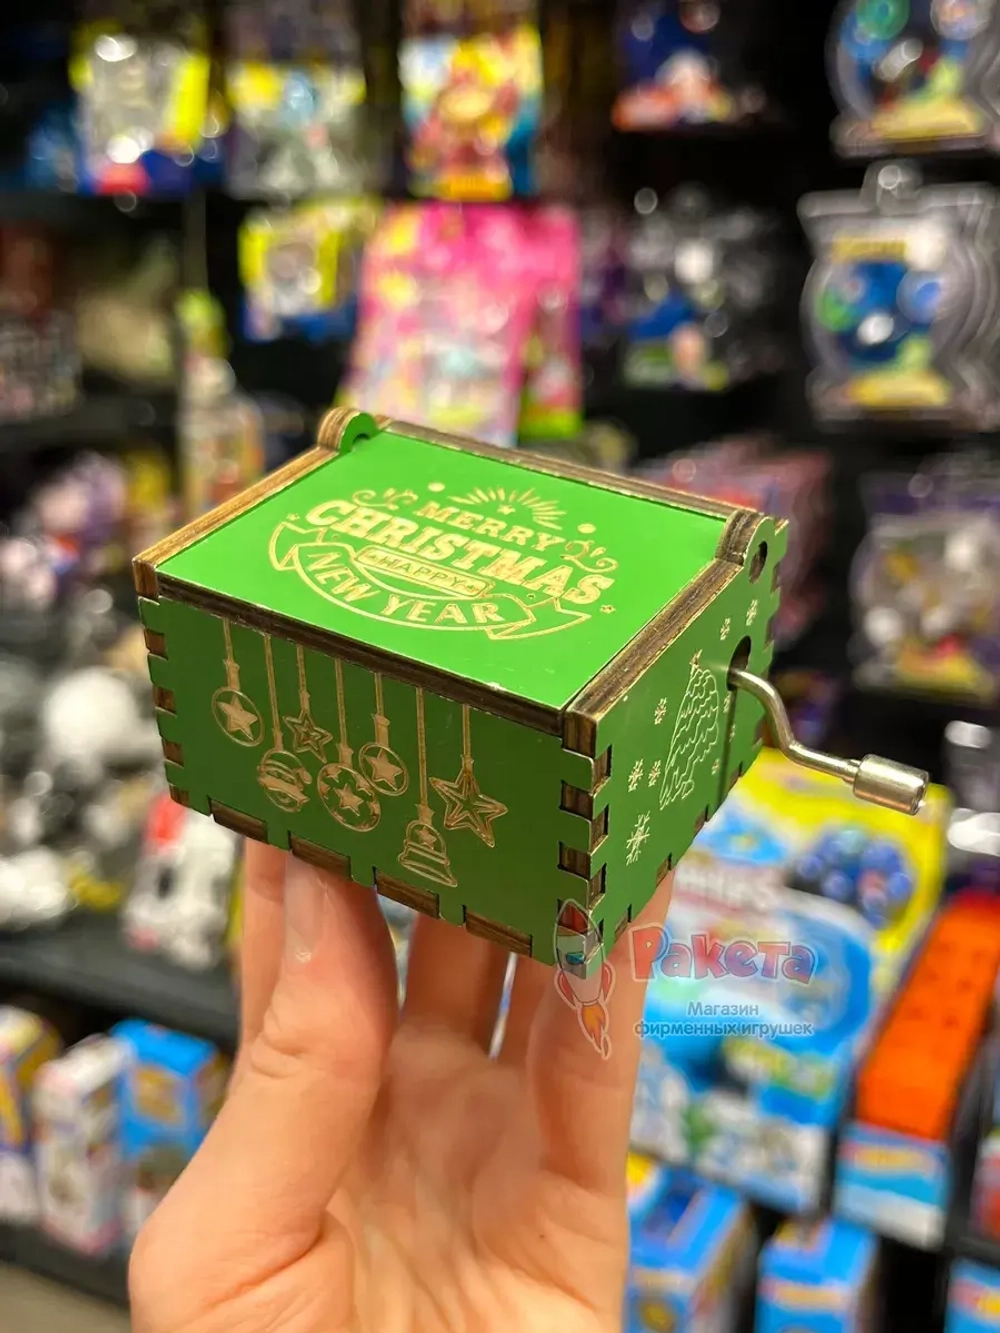 MERRY
CHRISTMAS
HAPPY
NEW YEAR
Ракета
Магазин
фирменных игрушек